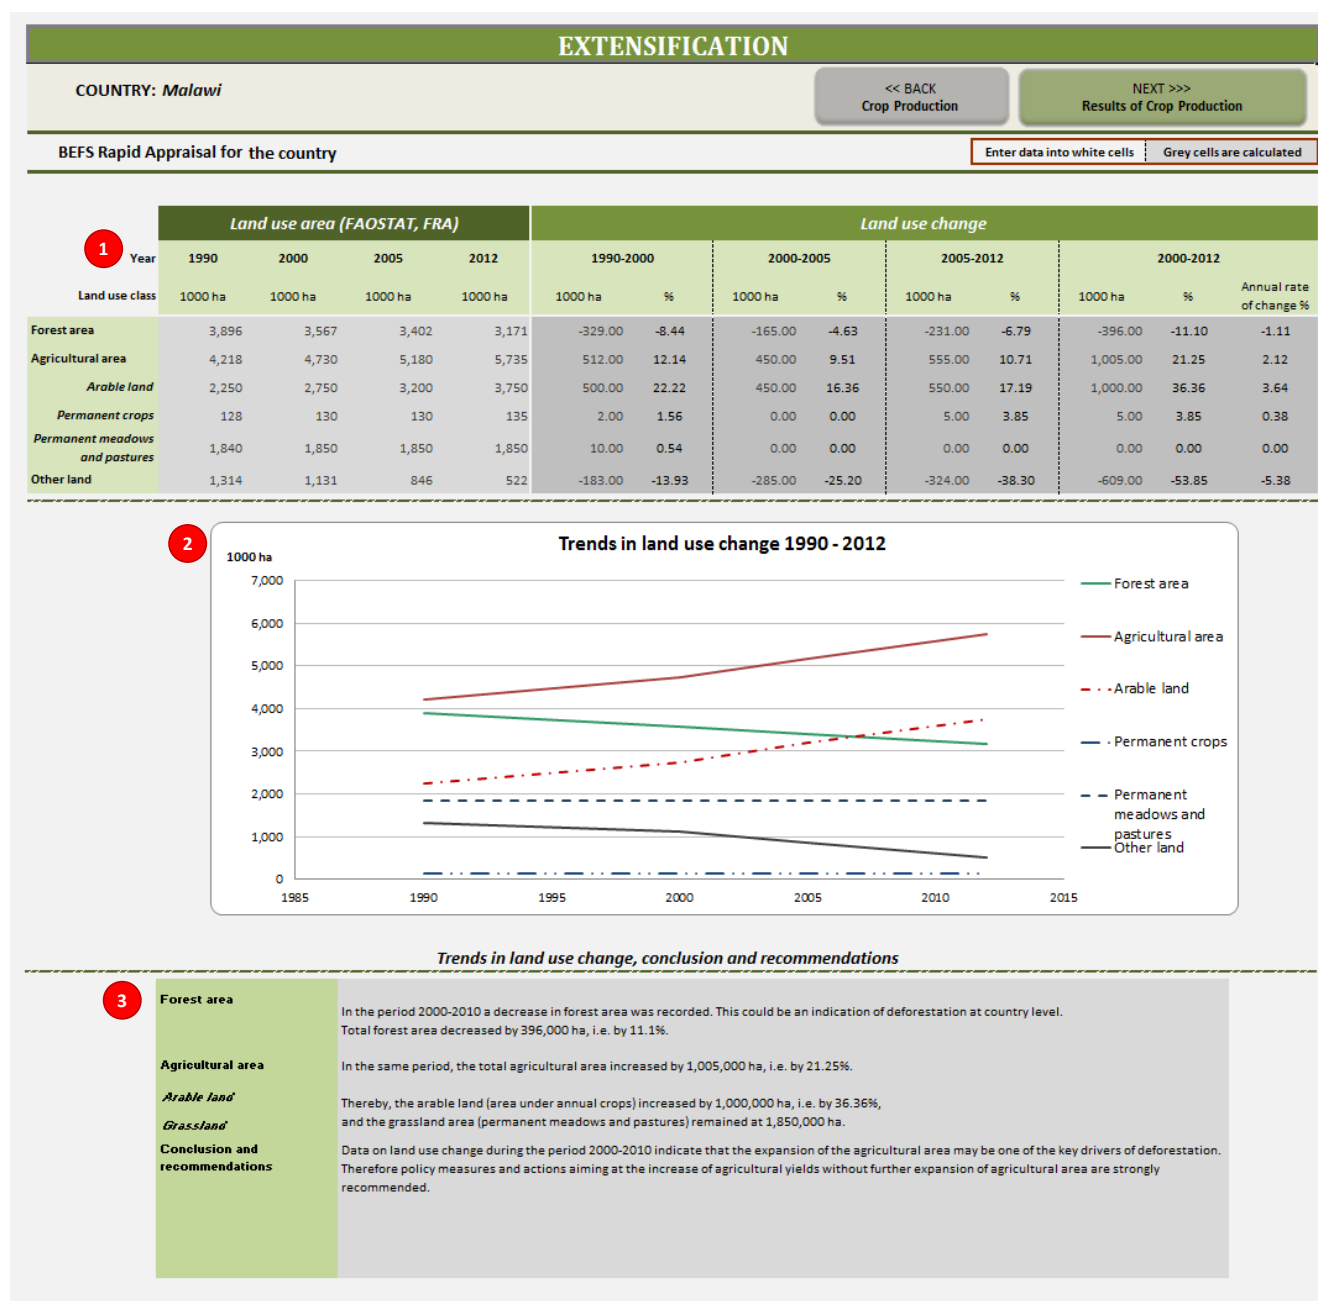 EXTENSIFICATION
COUNTRY: Malawi
<< BACK
Crop Production
NEXT >>>
Results of Crop Production
BEFS Rapid Appraisal for the country
Enter data into white cells Grey cells are calculated
Land use area (FAOSTAT, FRA) Land use change
1
Year 1990 2000 2005 2012 1990-2000 2000-2005 2005-2012 2000-2012
Land use class 1000 ha 1000 ha 1000 ha 1000 ha 1000 ha % 1000 ha % 1000 ha % 1000 ha % Annual rate
of change %
Forest area 3,896 3,567 3,402 3,171 -329.00 -8.44 -165.00 -4.63 -231.00 -6.79 -396.00 -11.10 -1.11
Agricultural area 4,218 4,730 5,180 5,735 512.00 12.14 450.00 9.51 555.00 10.71 1,005.00 21.25 2.12
Arable land 2,250 2,750 3,200 3,750 500.00 22.22 450.00 16.36 550.00 17.19 1,000.00 36.36 3.64
Permanent crops 128 130 130 135 2.00 1.56 0.00 0.00 5.00 3.85 5.00 3.85 0.38
Permanent meadows
and pastures 1,840 1,850 1,850 1,850 10.00 0.54 0.00 0.00 0.00 0.00 0.00 0.00 0.00
Other land 1,314 1,131 846 522 -183.00 -13.93 -285.00 -25.20 -324.00 -38.30 -609.00 -53.85 -5.38
2
Trends in land use change 1990 - 2012
1000 ha
7,000
6,000
5,000
4,000
3,000
2,000
1,000
0
1985 1990 1995 2000 2005 2010 2015
Forest area
Agricultural area
Arable land
Permanent crops
Permanent
meadows and
pastures
Other land
Trends in land use change, conclusion and recommendations
3
Forest area
In the period 2000-2010 a decrease in forest area was recorded. This could be an indication of deforestation at country level.
Total forest area decreased by 396,000 ha, i.e. by 11.1%.
Agricultural area In the same period, the total agricultural area increased by 1,005,000 ha, i.e. by 21.25%.
Arable land
Thereby, the arable land (area under annual crops) increased by 1,000,000 ha, i.e. by 36.36%,
Grassland and the grassland area (permanent meadows and pastures) remained at 1,850,000 ha.
Conclusion and
recommendations
Data on land use change during the period 2000-2010 indicate that the expansion of the agricultural area may be one of the key drivers of deforestation.
Therefore policy measures and actions aiming at the increase of agricultural yields without further expansion of agricultural area are strongly
recommended.